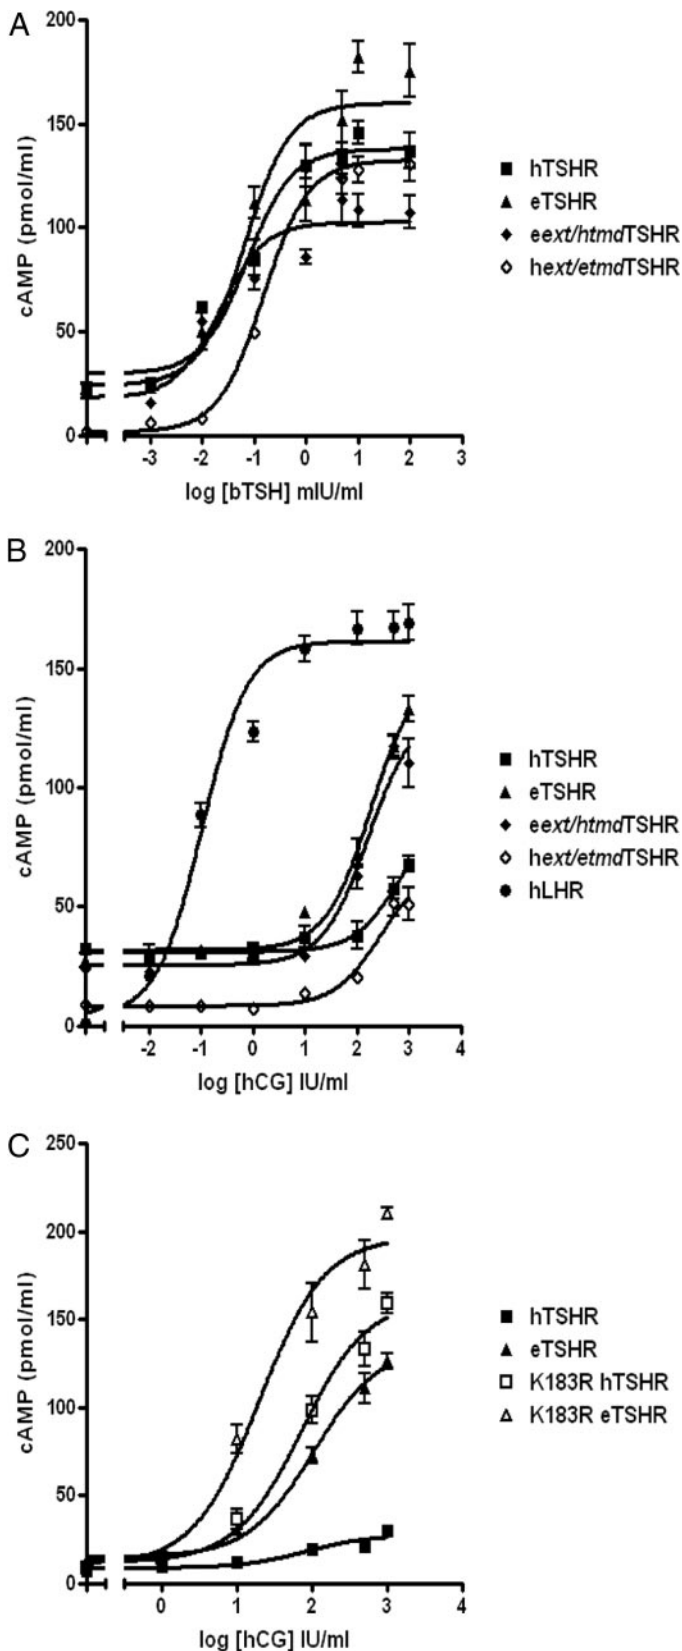 A
200
150
100
50
0
cAMP (pmol/ml)
-3 -2 -1 0 1 2 3
log [bTSH] mIU/ml
hTSHR
eTSHR
eext/htmdTSHR
hext/etmdTSHR
B
200
150
100
50
0
cAMP (pmol/ml)
-2 -1 0 1 2 3 4
log [hCG] IU/ml
hTSHR
eTSHR
eext/htmdTSHR
hext/etmdTSHR
hLHR
C
250
200
150
100
50
0
cAMP (pmol/ml)
0 1 2 3 4
log [hCG] IU/ml
hTSHR
eTSHR
K183R hTSHR
K183R eTSHR